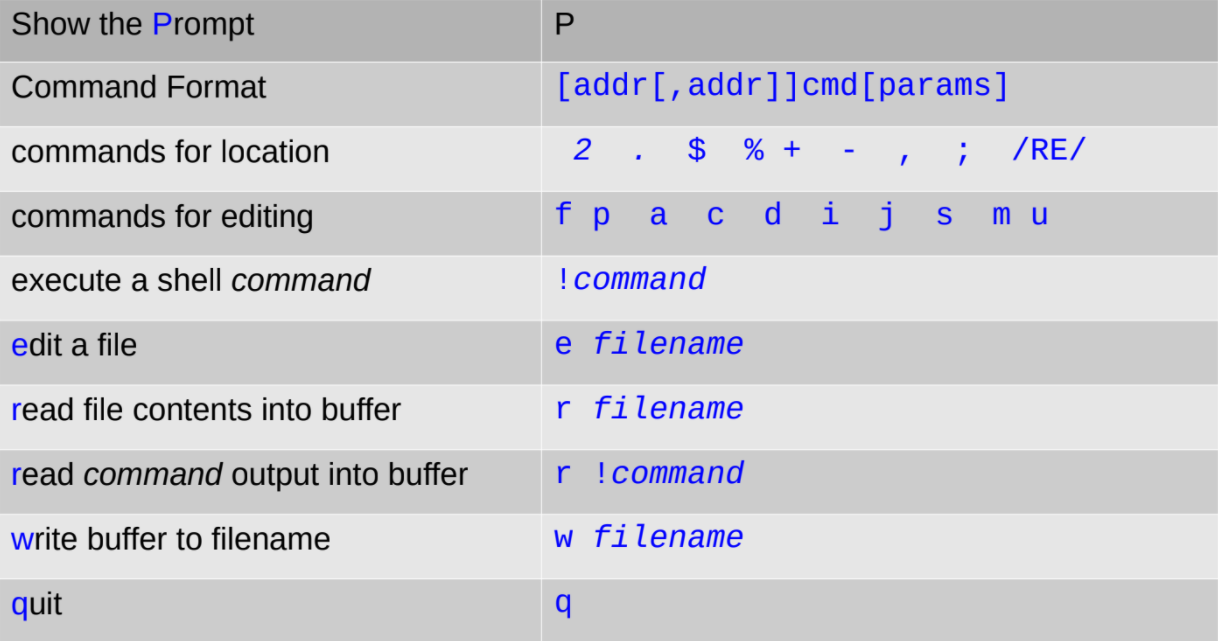 Show the Prompt P
Command Format [addr[,addr]]cmd[params]
commands for location 2 . $ % + - , ; /RE/
commands for editing f p a c d i j s m u
execute a shell command !command
edit a file e filename
read file contents into buffer r filename
read command output into buffer r !command
write buffer to filename w filename
quit q